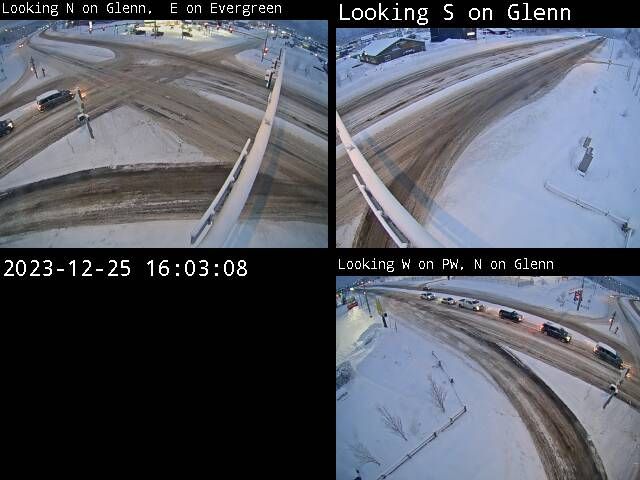 Looking N on Glenn,  E on Evergreen
Looking S on Glenn
2023-12-25 16:03:08
Looking W on PW, N on Glenn